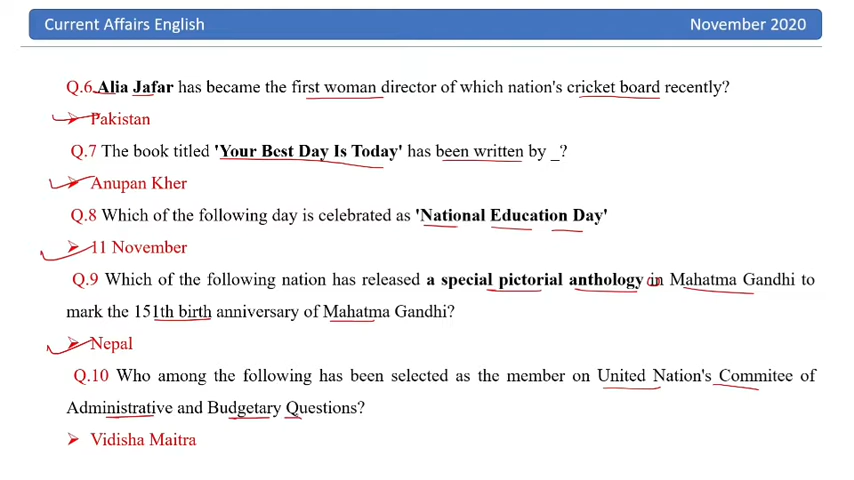 Current Affairs English
November 2020
Q.6 Alia Jafar has became the first woman director of which nation's cricket board recently?
➢ Pakistan
Q.7 The book titled 'Your Best Day Is Today' has been written by _?
➢ Anupan Kher
Q.8 Which of the following day is celebrated as 'National Education Day'
➢ 11 November
Q.9 Which of the following nation has released a special pictorial anthology in Mahatma Gandhi to
mark the 151th birth anniversary of Mahatma Gandhi?
➢ Nepal
Q.10 Who among the following has been selected as the member on United Nation's Commitee of
Administrative and Budgetary Questions?
➢ Vidisha Maitra